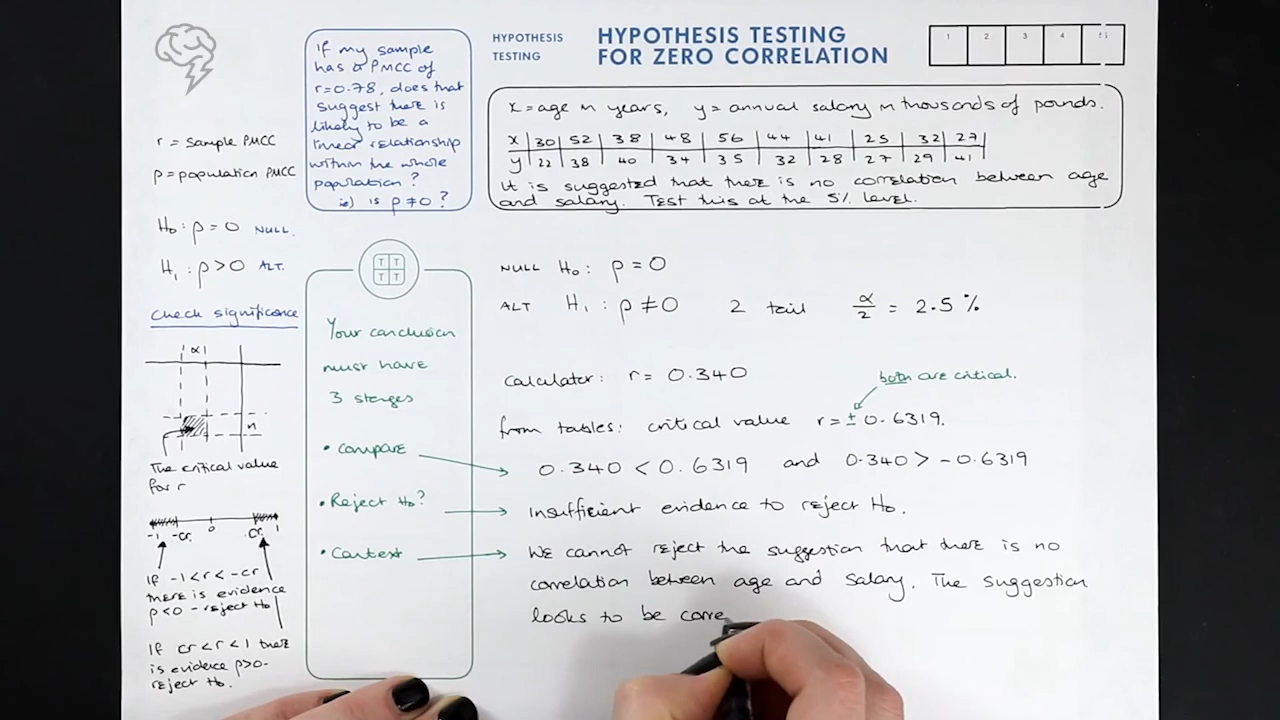 HYPOTHESIS
TESTING
HYPOTHESIS TESTING
FOR ZERO CORRELATION
1 2 3 4 5
If my sample
has a PMCC of
r=0.78, does that
suggest there is
likely to be a
linear relationship
within the whole
population?
ie) is ρ≠0?
r = sample PMCC
ρ = population PMCC
H₀: ρ = 0 NULL.
H₁: ρ > 0 ALT.
check significance
α
n
The critical value
for r
-1 -cr. 0 cr. 1
If -1 < r < -cr
there is evidence
ρ<0 - reject H₀
If cr < r < 1 there
is evidence ρ>0-
reject H₀.
x = age in years, y = annual salary in thousands of pounds.
x 30 52 38 48 56 44 41 25 32 27
y 22 38 40 34 35 32 28 27 29 41
It is suggested that there is no correlation between age
and salary. Test this at the 5% level.
T T
T T
Your conclusion
must have
3 stages
• Compare
• Reject H₀?
• Context
NULL H₀: ρ = 0
ALT H₁: ρ ≠ 0 2 tail α/2 = 2.5%
calculator: r = 0.340
both are critical.
from tables: critical value r = ± 0.6319.
0.340 < 0.6319 and 0.340 > -0.6319
Insufficient evidence to reject H₀.
We cannot reject the suggestion that there is no
correlation between age and salary. The suggestion
looks to be corre